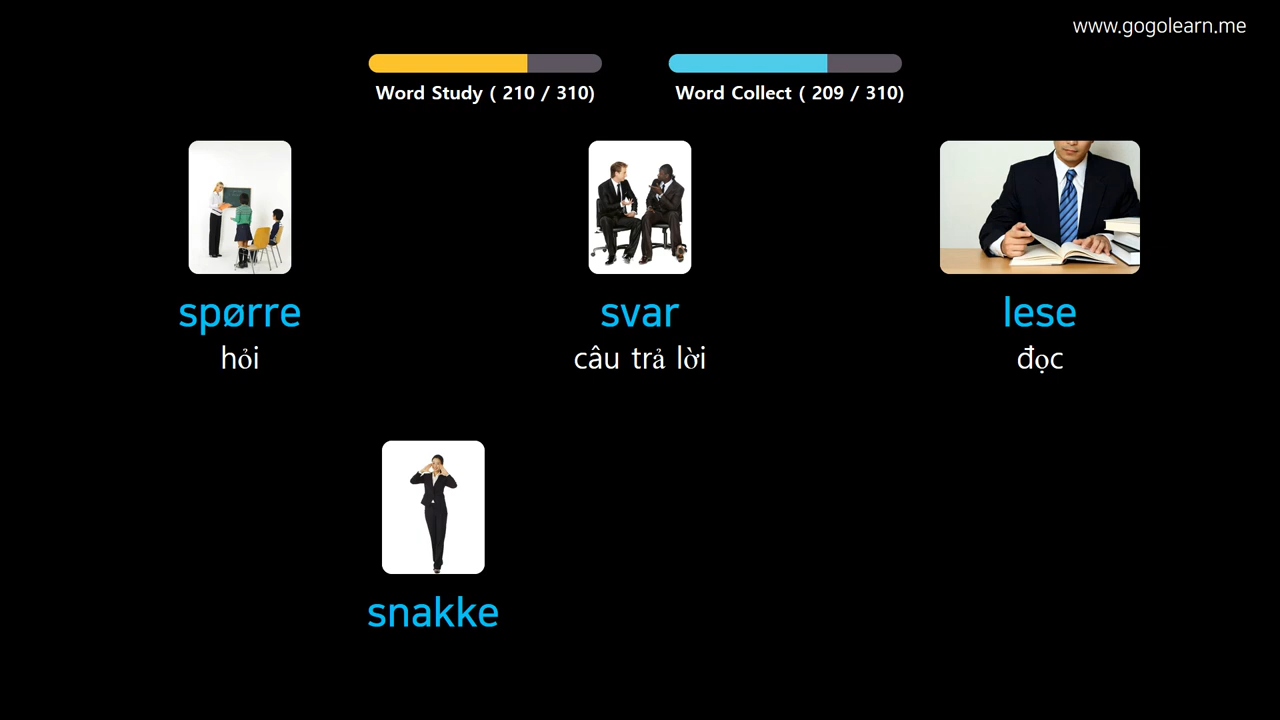 www.gogolearn.me
Word Study ( 210 / 310)
Word Collect ( 209 / 310)
spørre
svar
lese
hỏi
câu trả lời
đọc
snakke